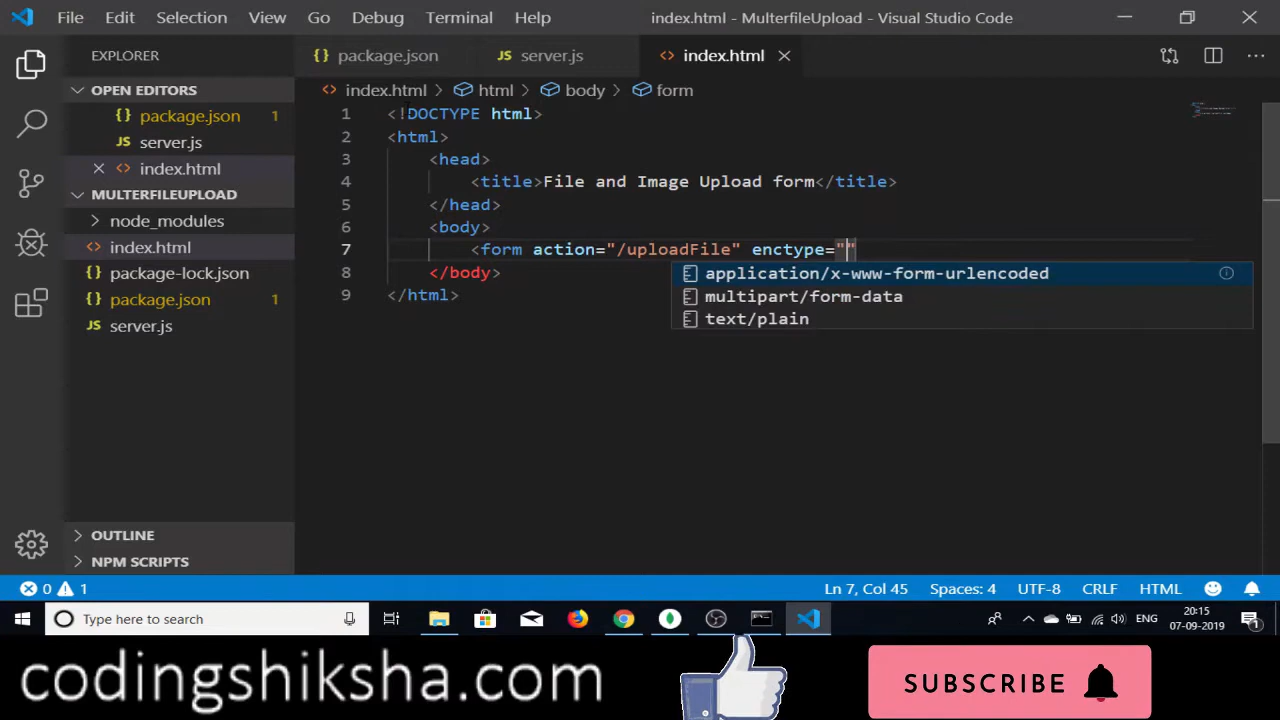 File Edit Selection View Go Debug Terminal Help index.html - MulterfileUpload - Visual Studio Code
EXPLORER
{} package.json JS server.js <> index.html
OPEN EDITORS
{} package.json 1
JS server.js
<> index.html
MULTERFILEUPLOAD
node_modules
<> index.html
package-lock.json
{} package.json 1
JS server.js
OUTLINE
NPM SCRIPTS
<> index.html > html > body > form
1 <!DOCTYPE html>
2 <html>
3 <head>
4 <title>File and Image Upload form</title>
5 </head>
6 <body>
7 <form action="/uploadFile" enctype=""
8 </body>
9 </html>
application/x-www-form-urlencoded
multipart/form-data
text/plain
0 1 Ln 7, Col 45 Spaces: 4 UTF-8 CRLF HTML
Type here to search
ENG 20:15
07-09-2019
1
codingshiksha.com
SUBSCRIBE